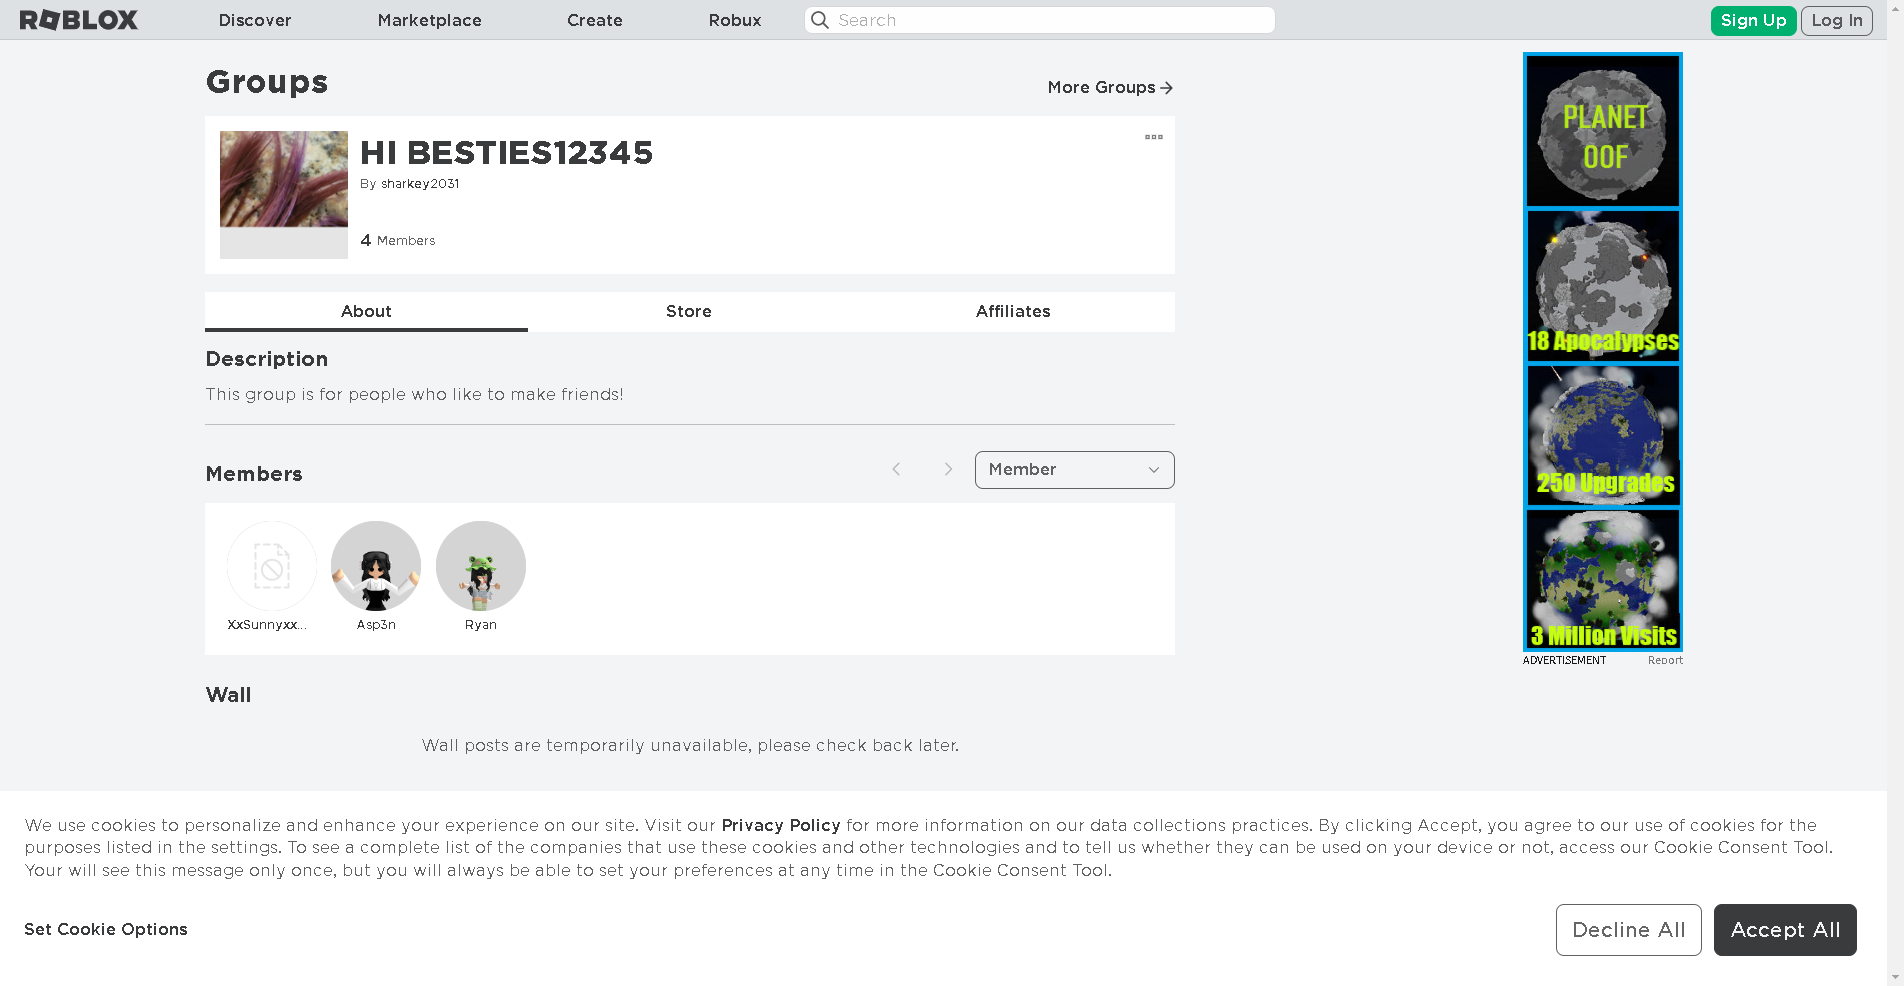 ROBLOX
Discover
Marketplace
Create
Robux
Search
Sign Up
Log In
Groups
More Groups
HI BESTIES12345
By sharkey2031
4 Members
About
Store
Affiliates
Description
This group is for people who like to make friends!
Members
Member
XxSunnyxx...
Asp3n
Ryan
Wall
Wall posts are temporarily unavailable, please check back later.
PLANET
OOF
18 Apocalypses
250 Upgrades
3 Million Visits
ADVERTISEMENT
Report
We use cookies to personalize and enhance your experience on our site. Visit our Privacy Policy for more information on our data collections practices. By clicking Accept, you agree to our use of cookies for the
purposes listed in the settings. To see a complete list of the companies that use these cookies and other technologies and to tell us whether they can be used on your device or not, access our Cookie Consent Tool.
Your will see this message only once, but you will always be able to set your preferences at any time in the Cookie Consent Tool.
Set Cookie Options
Decline All
Accept All